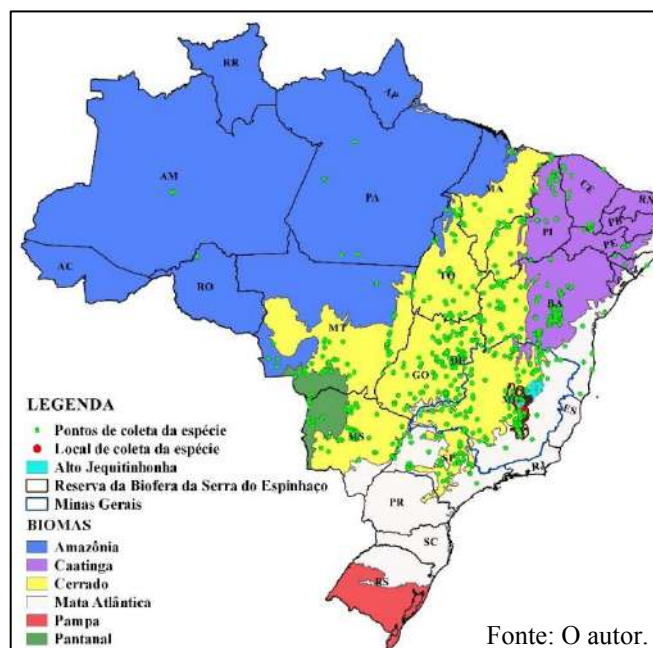 RR
AP
AM
PA
MA
CE
RN
PB
PI
PE
AC
RO
TO
BA
MT
GO
DF
MG
ES
MS
SP
RJ
PR
SC
RS
LEGENDA
Pontos de coleta da espécie
Local de coleta da espécie
Alto Jequitinhonha
Reserva da Biofera da Serra do Espinhaço
Minas Gerais
BIOMAS
Amazônia
Caatinga
Cerrado
Mata Atlântica
Pampa
Pantanal
Fonte: O autor.